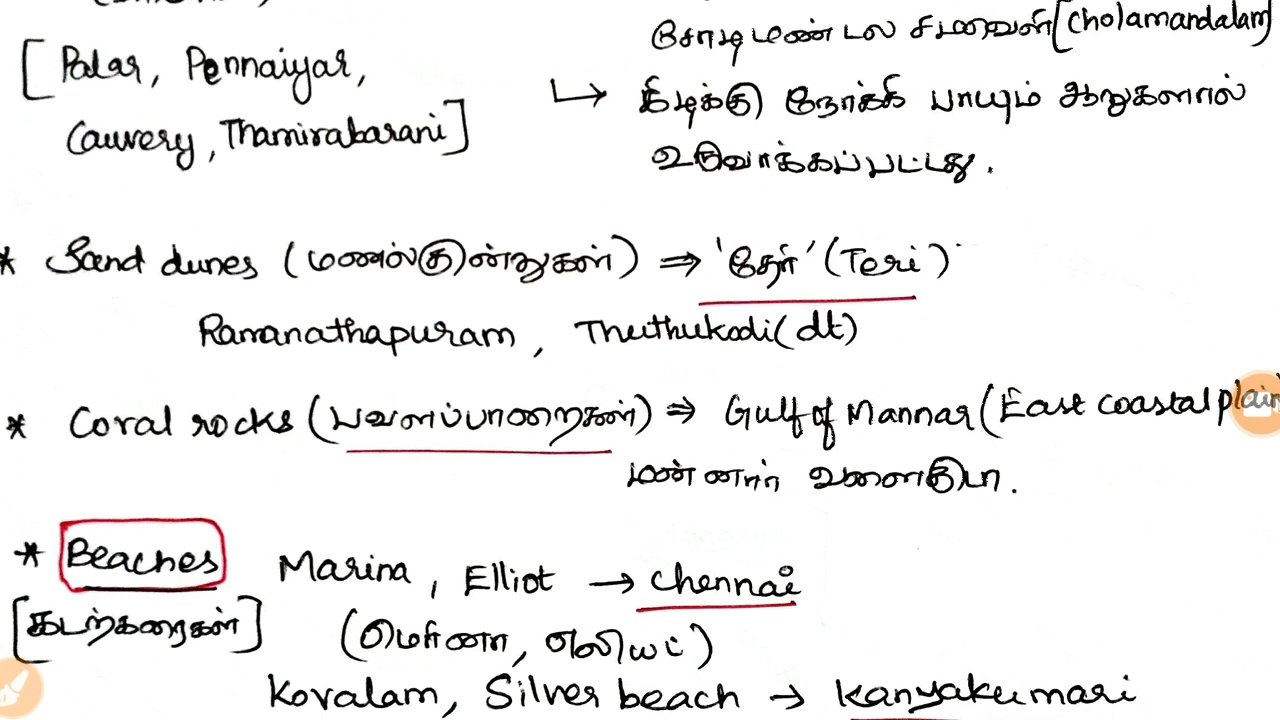 சோழமண்டல சமவெளி [Cholamandalam]
[Palar, Pennaiyar,
Cauvery, Thamirabarani]
↳ கிழக்கு நோக்கி பாயும் ஆறுகளால்
உருவாக்கப்பட்டது.
* Sand dunes (மணல்குன்றுகள்) ⇒ 'தேரி' (Teri)
Ramanathapuram, Thuthukodi(dt)
* Coral rocks (பவளப்பாறைகள்) ⇒ Gulf of Mannar (East coastal plain)
மன்னார் வளைகுடா.
* Beaches Marina, Elliot → chennai
[கடற்கரைகள்] (மெரினா, எலியட்)
Kovalam, Silver beach → kanyakumari